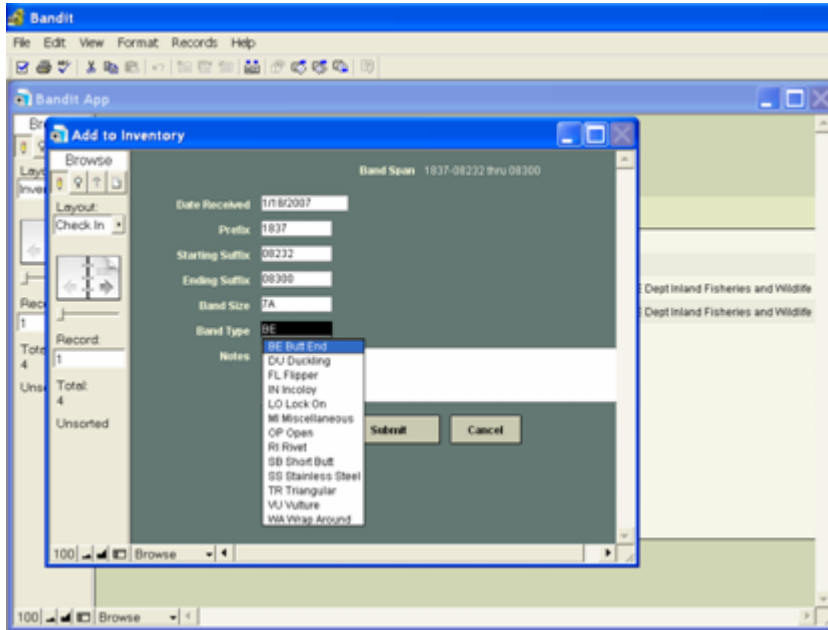 Bandit
File Edit View Format Records Help
Bandit App
Add to Inventory
Browse
Layout:
Check In
Record:
1
Total:
4
Unsorted
Band Span 1837-08232 thru 08300
Date Received 1/18/2007
Prefix 1837
Starting Suffix 08232
Ending Suffix 08300
Band Size 7A
Band Type BE
Notes
BE Butt End
DU Duckling
FL Flipper
IN Incoloy
LO Lock On
MI Miscellaneous
OP Open
RI Rivet
SB Short Butt
SS Stainless Steel
TR Triangular
VU Vulture
WA Wrap Around
Submit Cancel
100 Browse
Dept Inland Fisheries and Wildlife
Dept Inland Fisheries and Wildlife
1
4
100 Browse